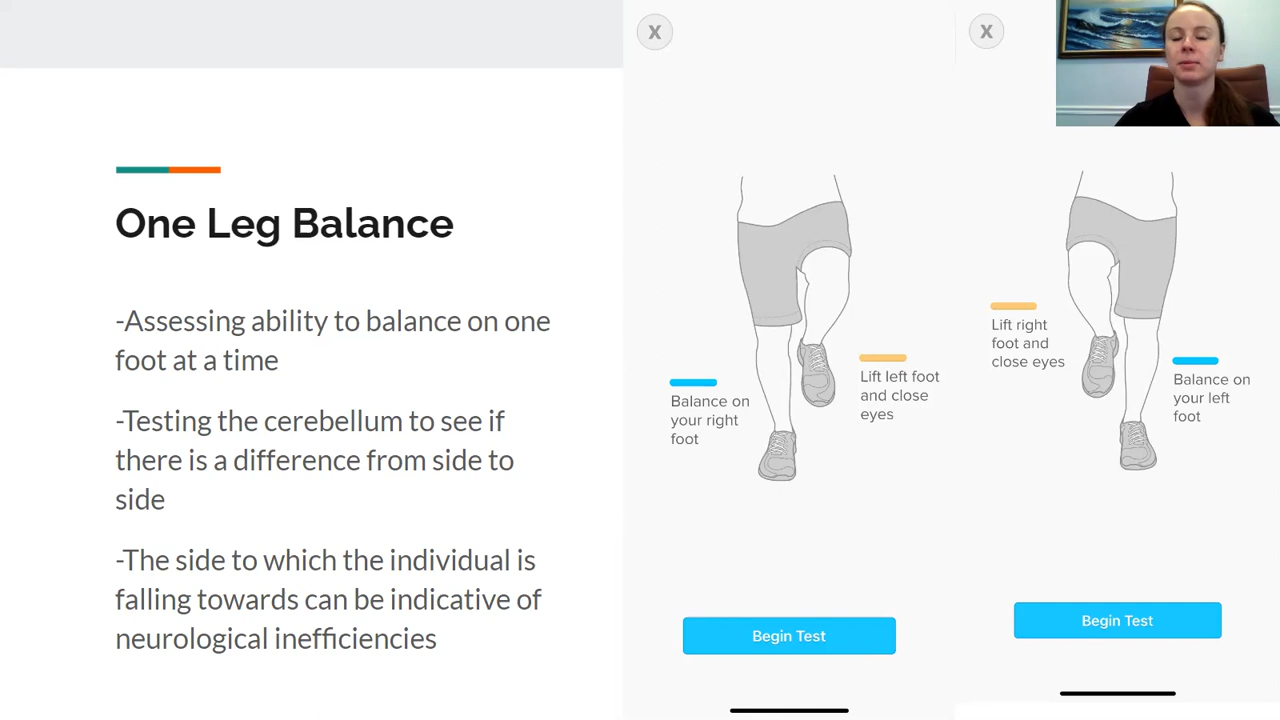 One Leg Balance
-Assessing ability to balance on one
foot at a time
-Testing the cerebellum to see if
there is a difference from side to
side
-The side to which the individual is
falling towards can be indicative of
neurological inefficiencies
X
Balance on
your right
foot
Lift left foot
and close
eyes
Begin Test
X
Lift right
foot and
close eyes
Balance on
your left
foot
Begin Test